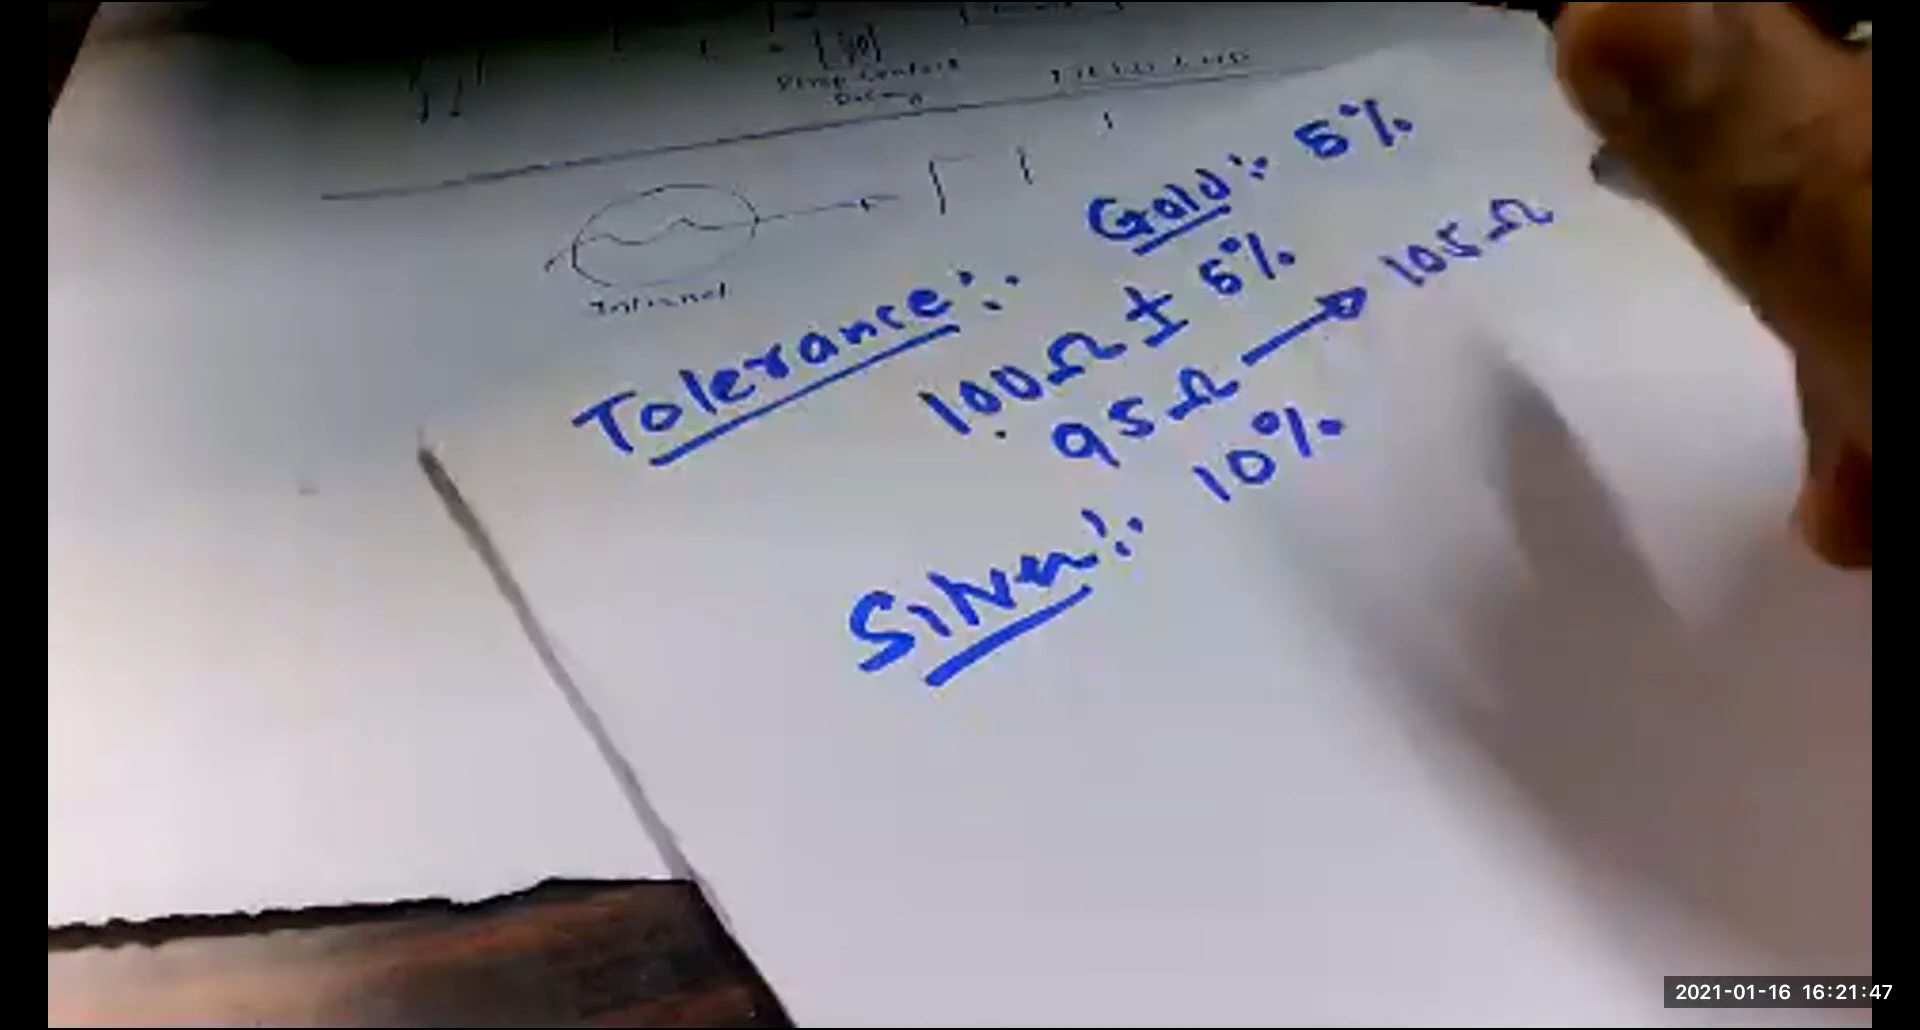 Tolerance:
Gold: 5%
100Ω ± 5%
95Ω → 105Ω
Silver: 10%
2021-01-16 16:21:47